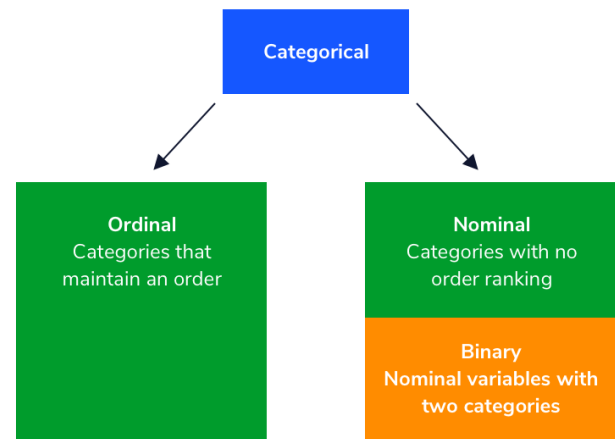 Categorical
Ordinal
Categories that
maintain an order
Nominal
Categories with no
order ranking
Binary
Nominal variables with
two categories